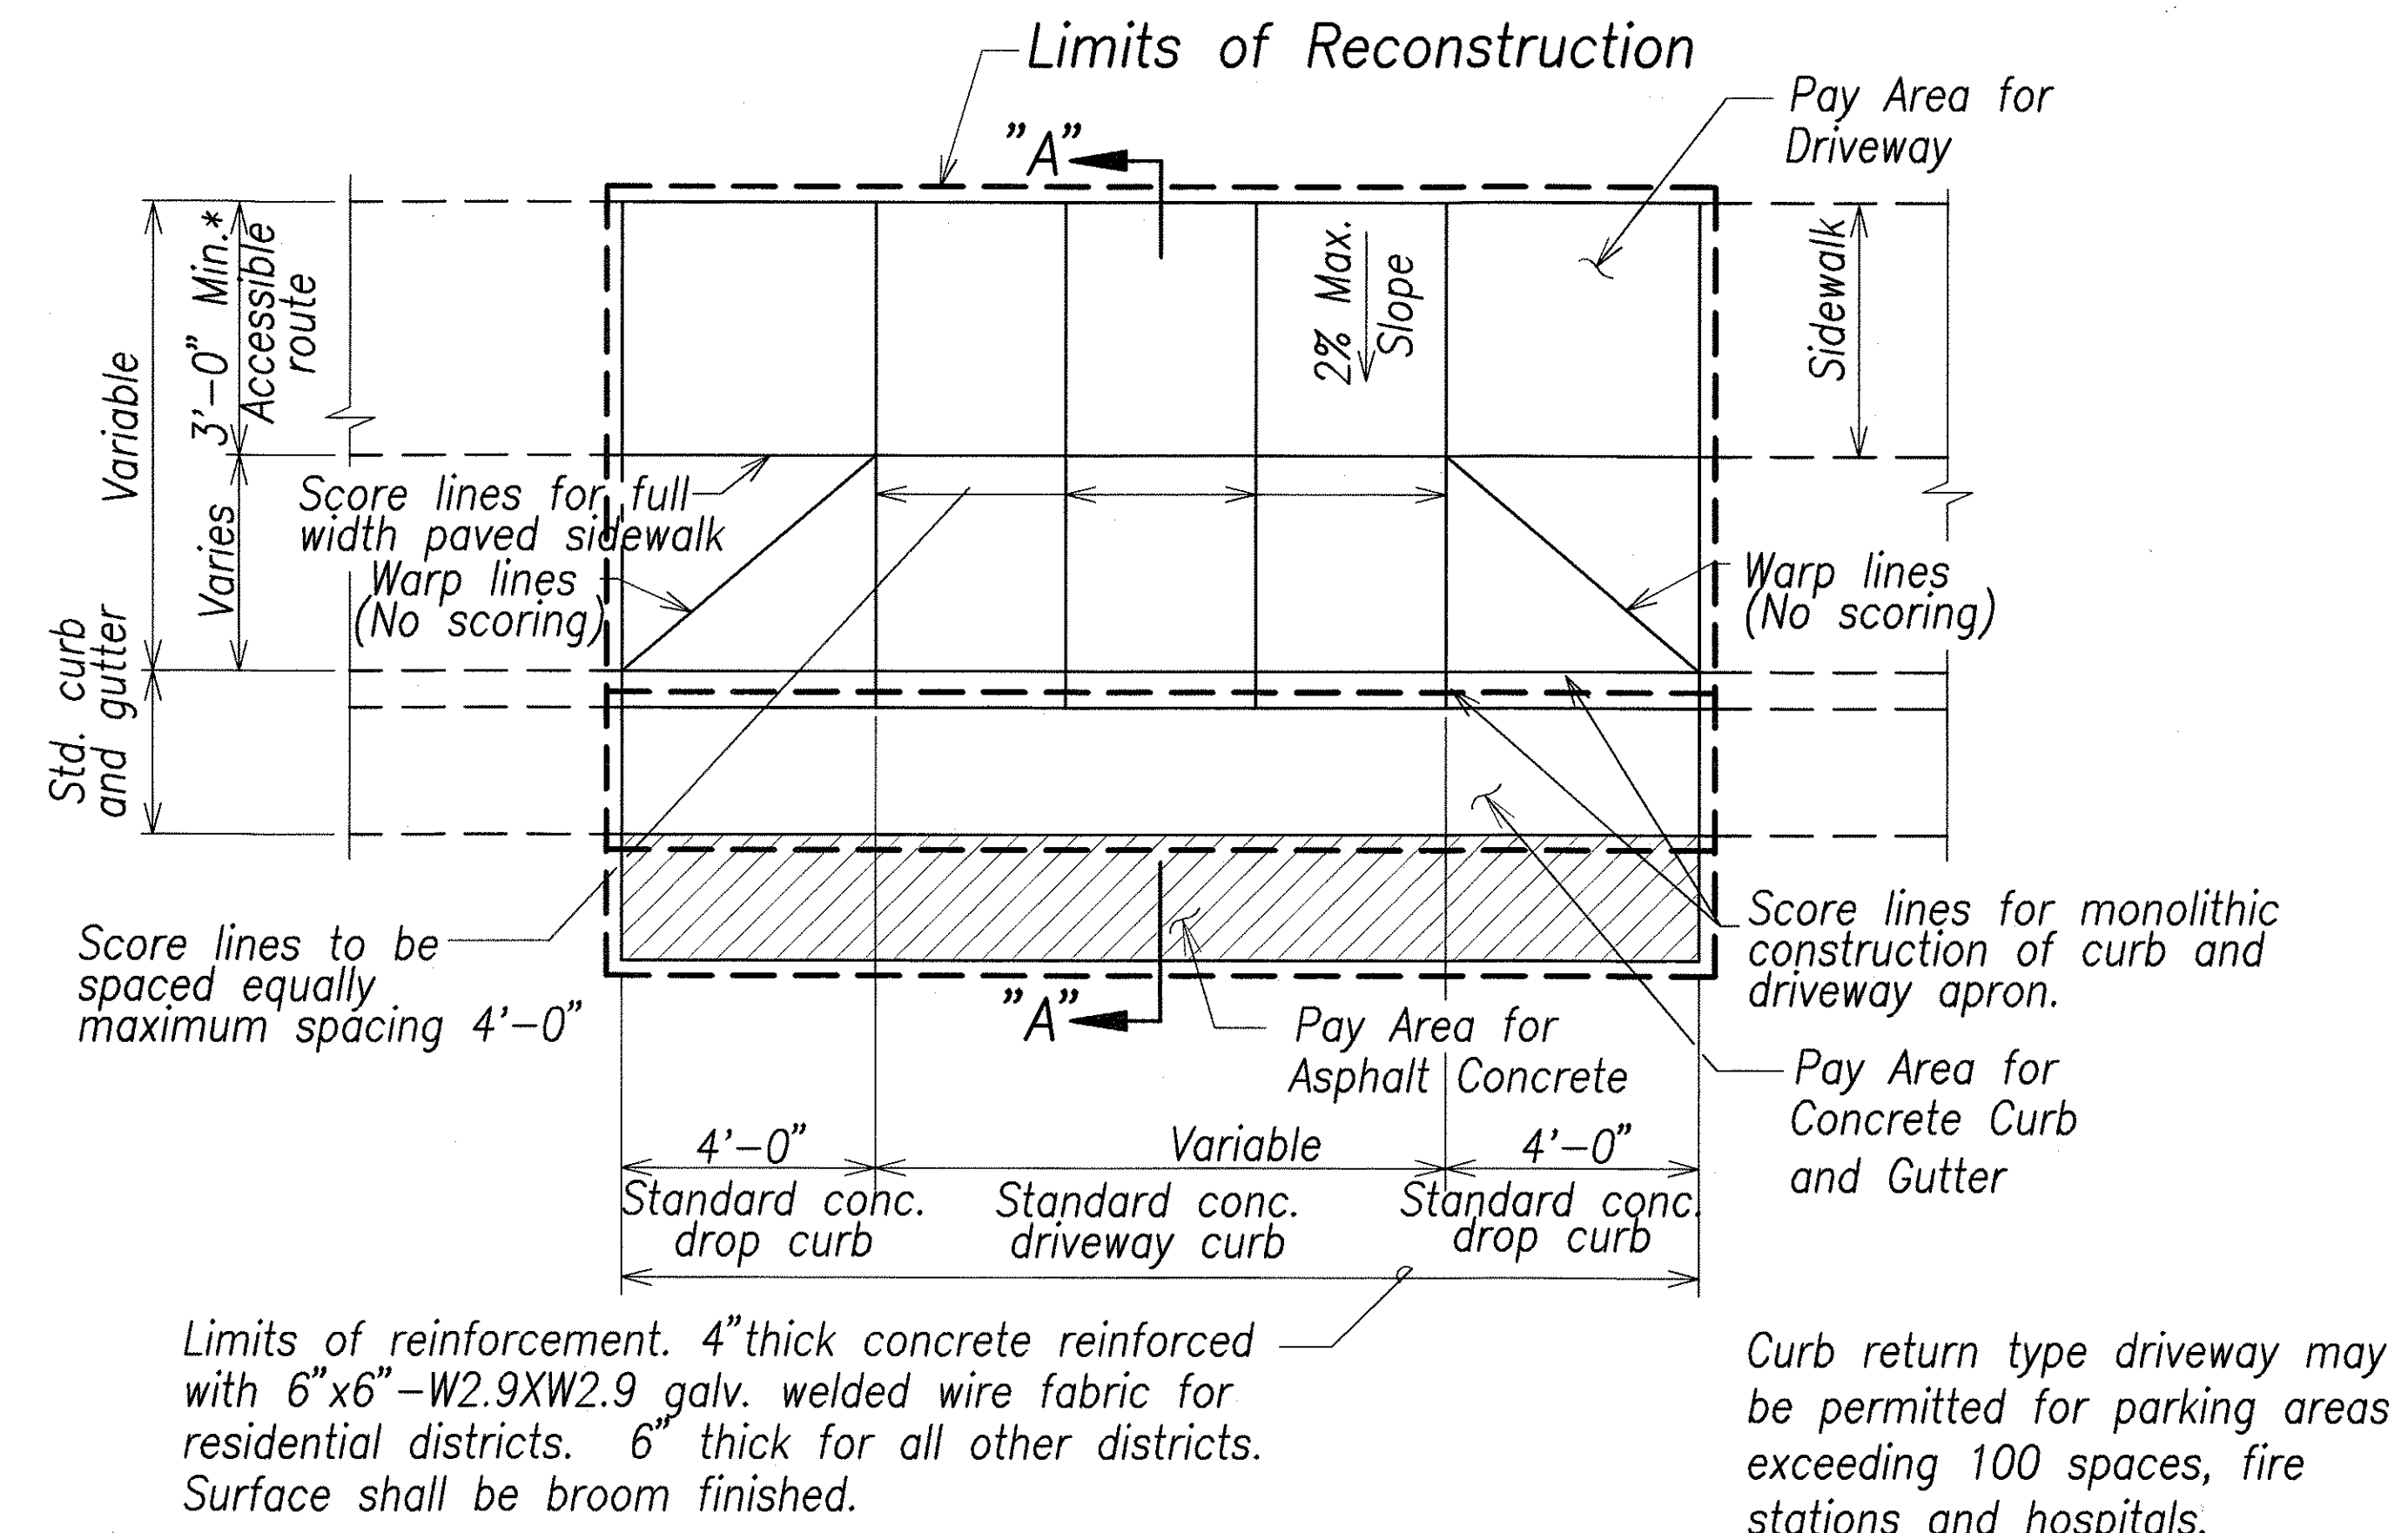 Limits of Reconstruction
Pay Area for
Driveway
"A"
Variable
3'-0" Min.*
Accessible
route
2% Max.
Slope
Sidewalk
Varies
Score lines for full
width paved sidewalk
Warp lines
(No scoring)
Warp lines
(No scoring)
Std. curb
and gutter
Score lines to be
spaced equally
maximum spacing 4'-0"
Score lines for monolithic
construction of curb and
driveway apron.
"A"
Pay Area for
Asphalt Concrete
Pay Area for
Concrete Curb
and Gutter
4'-0"
Variable
4'-0"
Standard conc.
drop curb
Standard conc.
driveway curb
Standard conc.
drop curb
Limits of reinforcement. 4"thick concrete reinforced
with 6"x6"-W2.9XW2.9 galv. welded wire fabric for
residential districts. 6" thick for all other districts.
Surface shall be broom finished.
Curb return type driveway may
be permitted for parking areas
exceeding 100 spaces, fire
stations and hospitals.